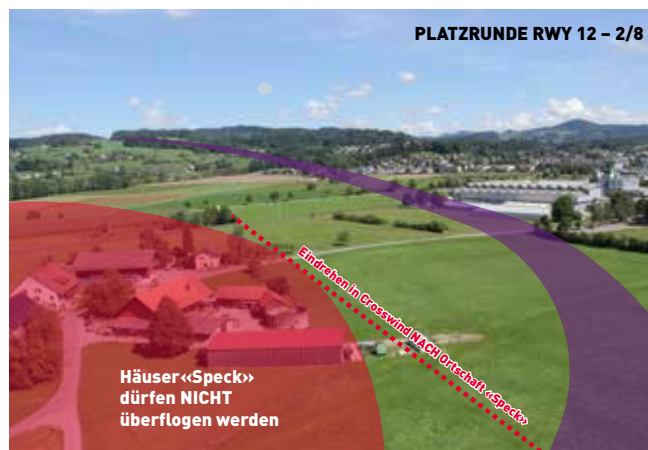 PLATZRUNDE RWY 12 – 2/8
Eindrehen in Crosswind NACH Ortschaft «Speck»
Häuser«Speck»
dürfen NICHT
überflogen werden